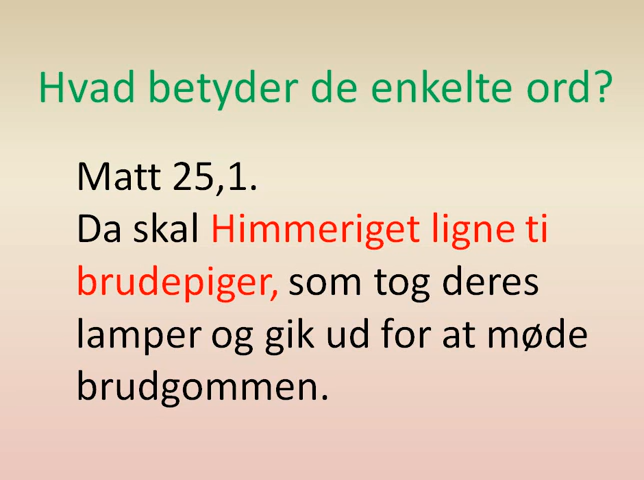 Hvad betyder de enkelte ord?
Matt 25,1.
Da skal Himmeriget ligne ti
brudepiger, som tog deres
lamper og gik ud for at møde
brudgommen.